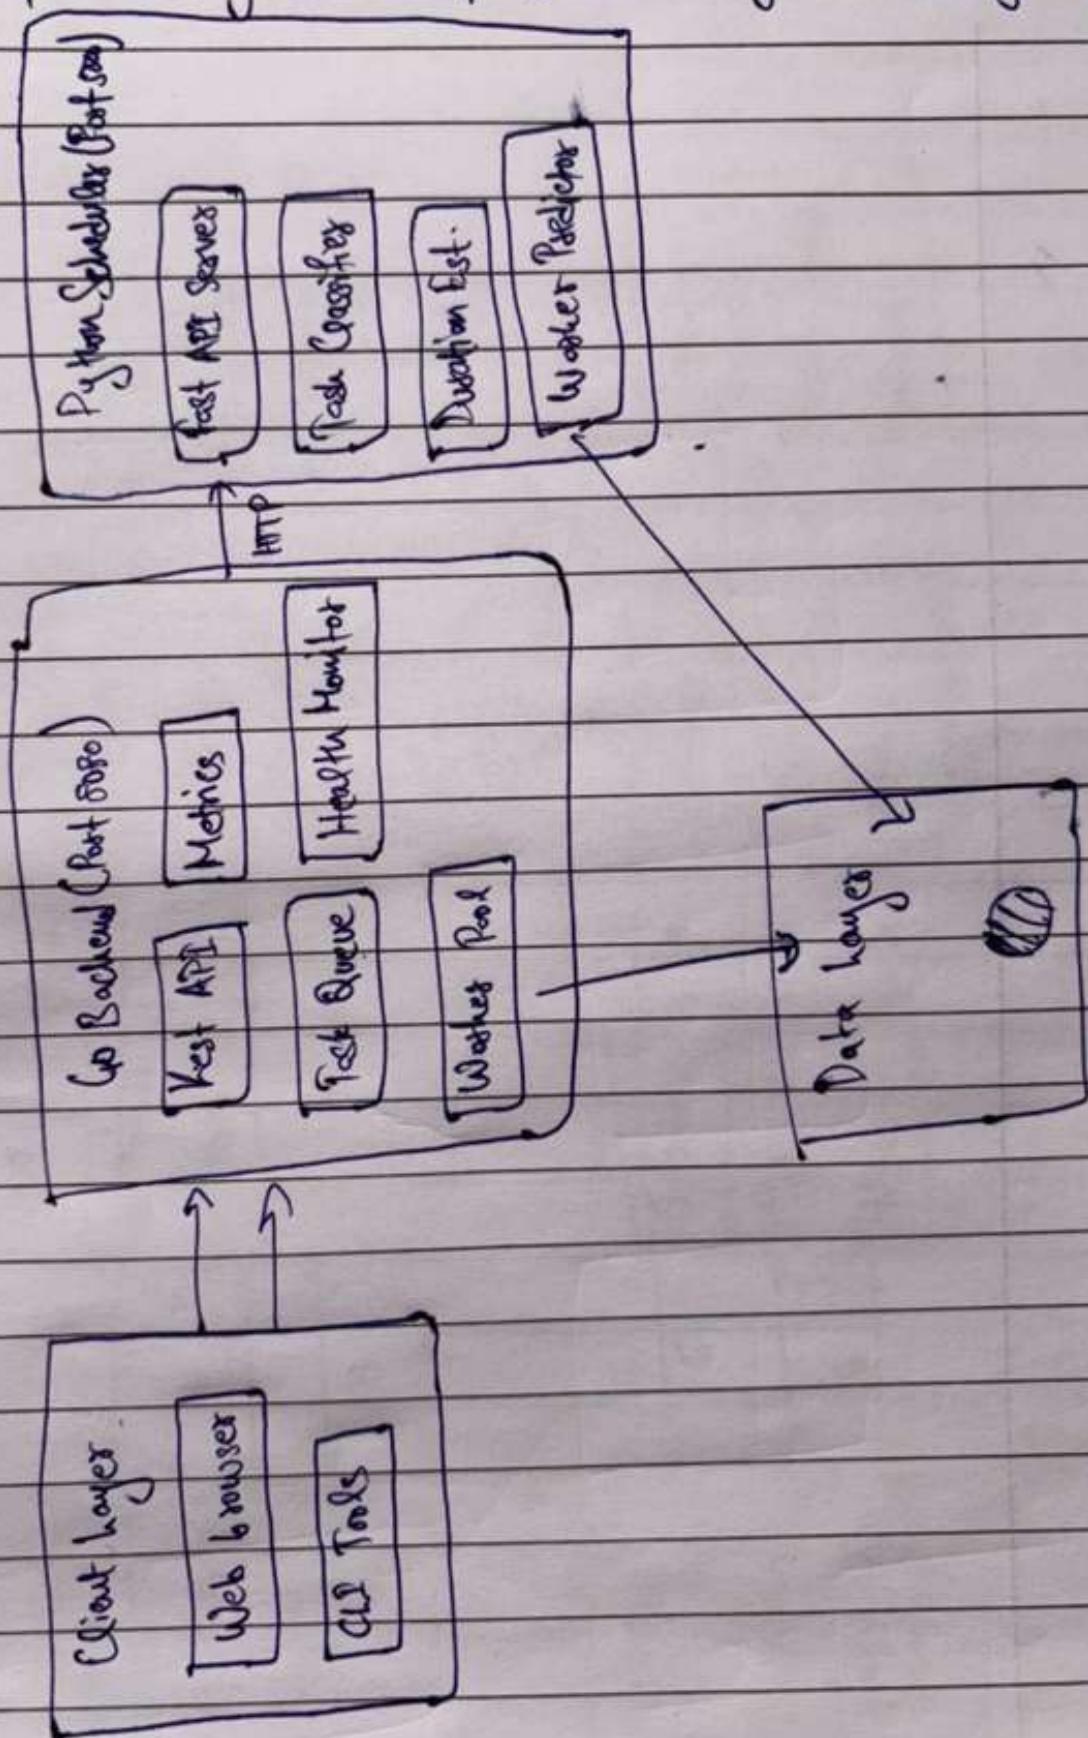 Client Layer
Web browser
CLI Tools
Go Backend (Port 8080)
Rest API
Metrics
Task Queue
Health Monitor
Worker Pool
HTTP
Python Scheduler (Port 5000)
Fast API Server
Task Classifier
Duration Est.
Worker Predictor
Data Layer